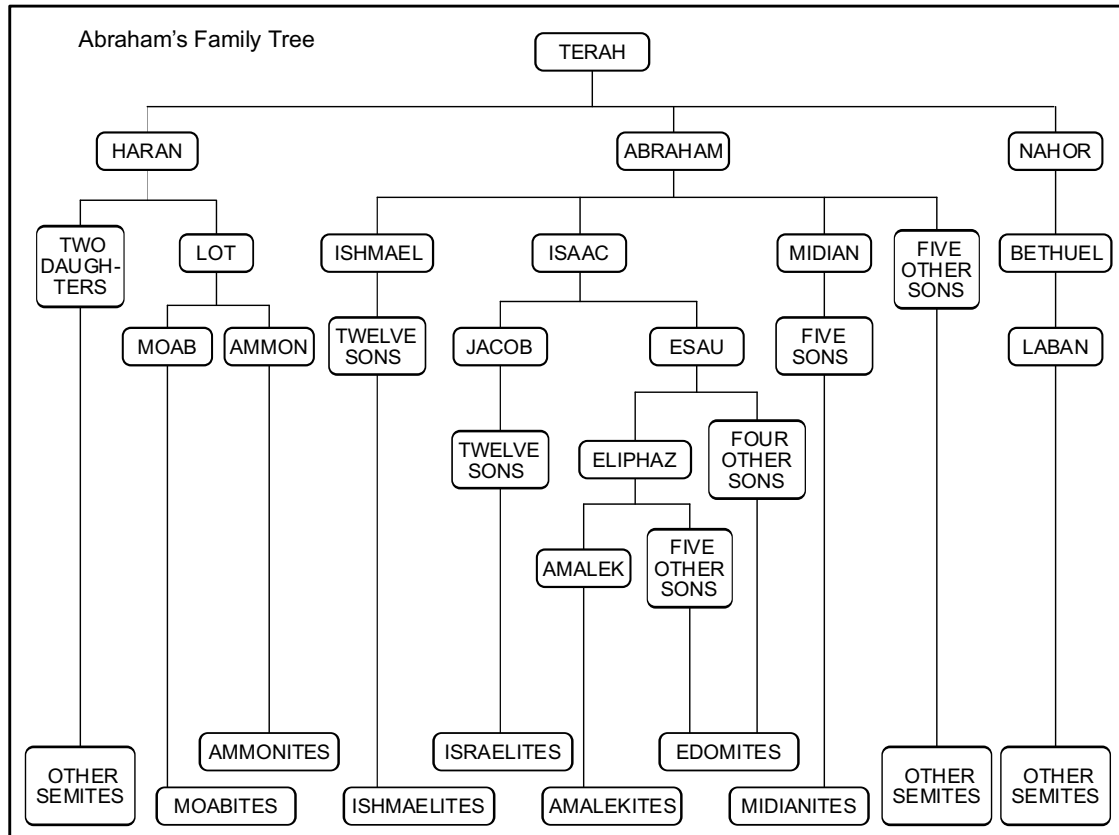 Abraham's Family Tree
TERAH
HARAN
ABRAHAM
NAHOR
TWO
DAUGH-
TERS
LOT
ISHMAEL
ISAAC
MIDIAN
FIVE
OTHER
SONS
BETHUEL
MOAB
AMMON
TWELVE
SONS
JACOB
ESAU
FIVE
SONS
LABAN
TWELVE
SONS
ELIPHAZ
FOUR
OTHER
SONS
AMALEK
FIVE
OTHER
SONS
OTHER
SEMITES
MOABITES
AMMONITES
ISHMAELITES
ISRAELITES
AMALEKITES
EDOMITES
MIDIANITES
OTHER
SEMITES
OTHER
SEMITES